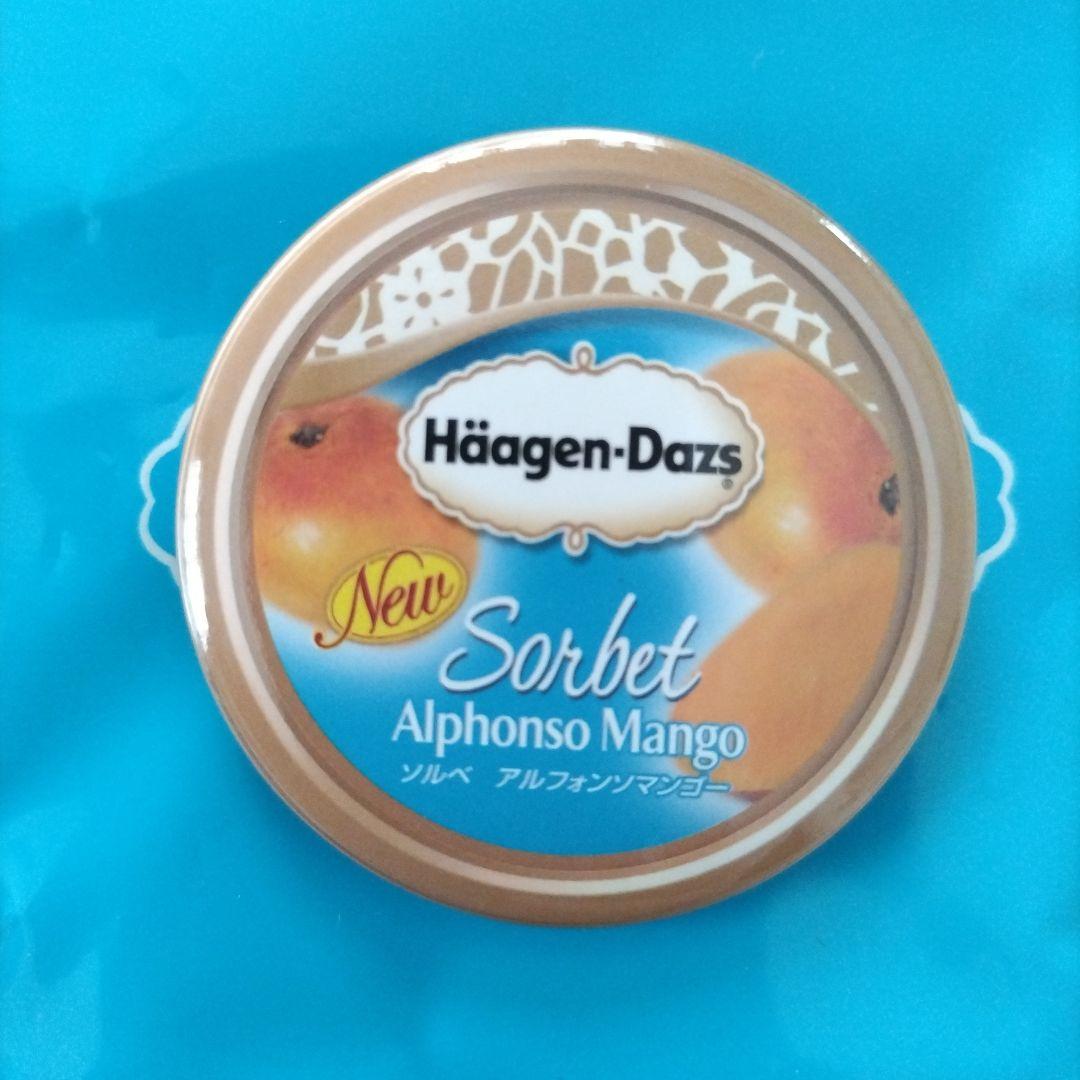 Häagen-Dazs
®
New
Sorbet
Alphonso Mango
ソルベ アルフォンソマンゴー